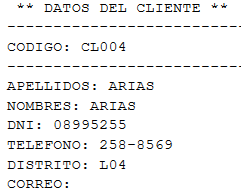 ** DATOS DEL CLIENTE **
---------------------------
CODIGO: CL004
---------------------------
APELLIDOS: ARIAS
NOMBRES: ARIAS
DNI: 08995255
TELEFONO: 258-8569
DISTRITO: L04
CORREO: